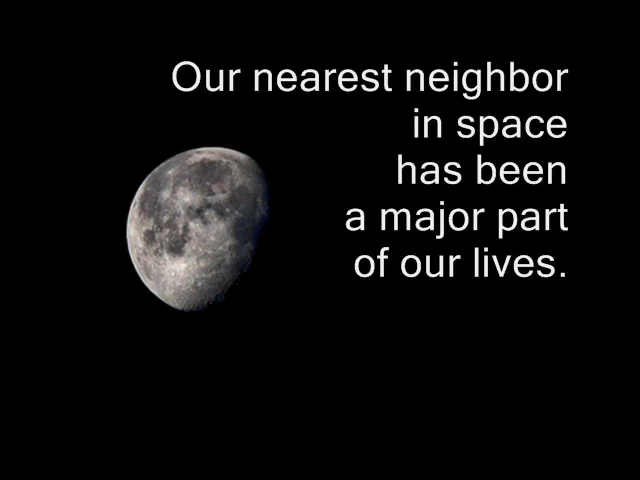 Our nearest neighbor
in space
has been
a major part
of our lives.